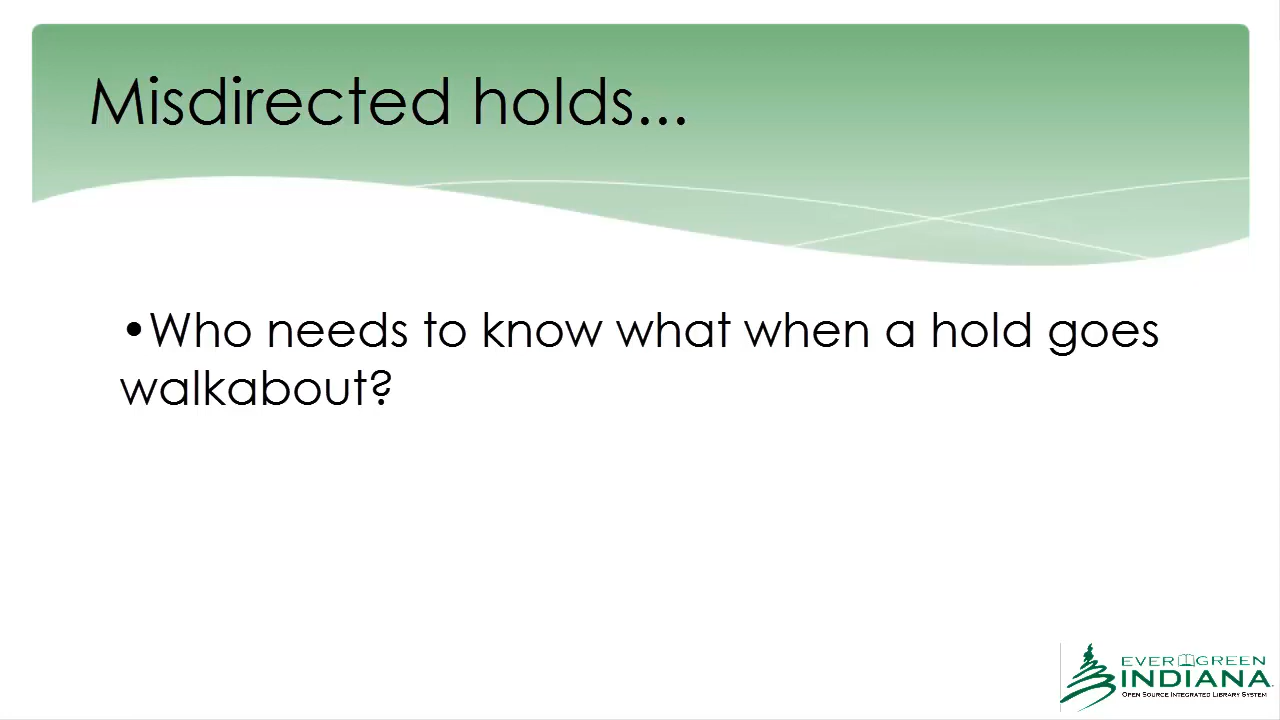 Misdirected holds...
•Who needs to know what when a hold goes
walkabout?
EVERGREEN
INDIANA
OPEN SOURCE INTEGRATED LIBRARY SYSTEM